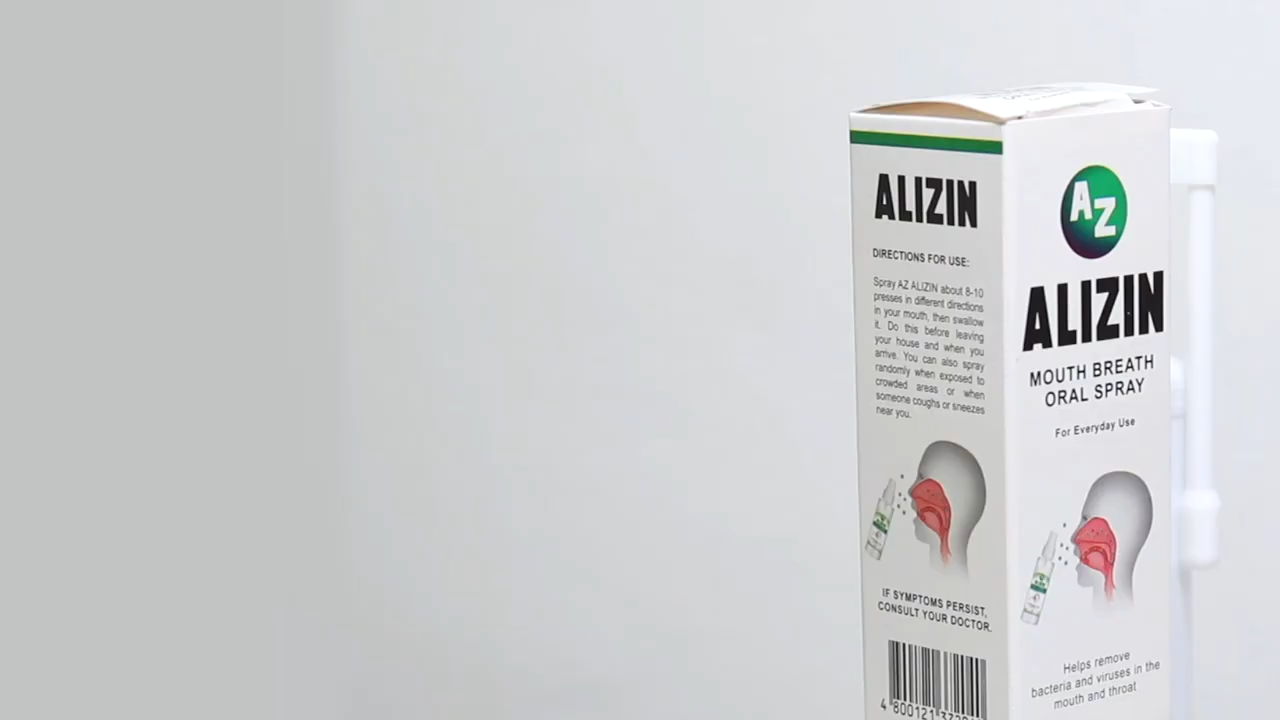 ALIZIN
DIRECTIONS FOR USE:
Spray AZ ALIZIN about 8-10
presses in different directions
in your mouth, then swallow
it. Do this before leaving
your house and when you
arrive. You can also spray
randomly when exposed to
crowded areas or when
someone coughs or sneezes
near you.
IF SYMPTOMS PERSIST,
CONSULT YOUR DOCTOR.
4 800121
AZ
ALIZIN
MOUTH BREATH
ORAL SPRAY
For Everyday Use
Helps remove
bacteria and viruses in the
mouth and throat